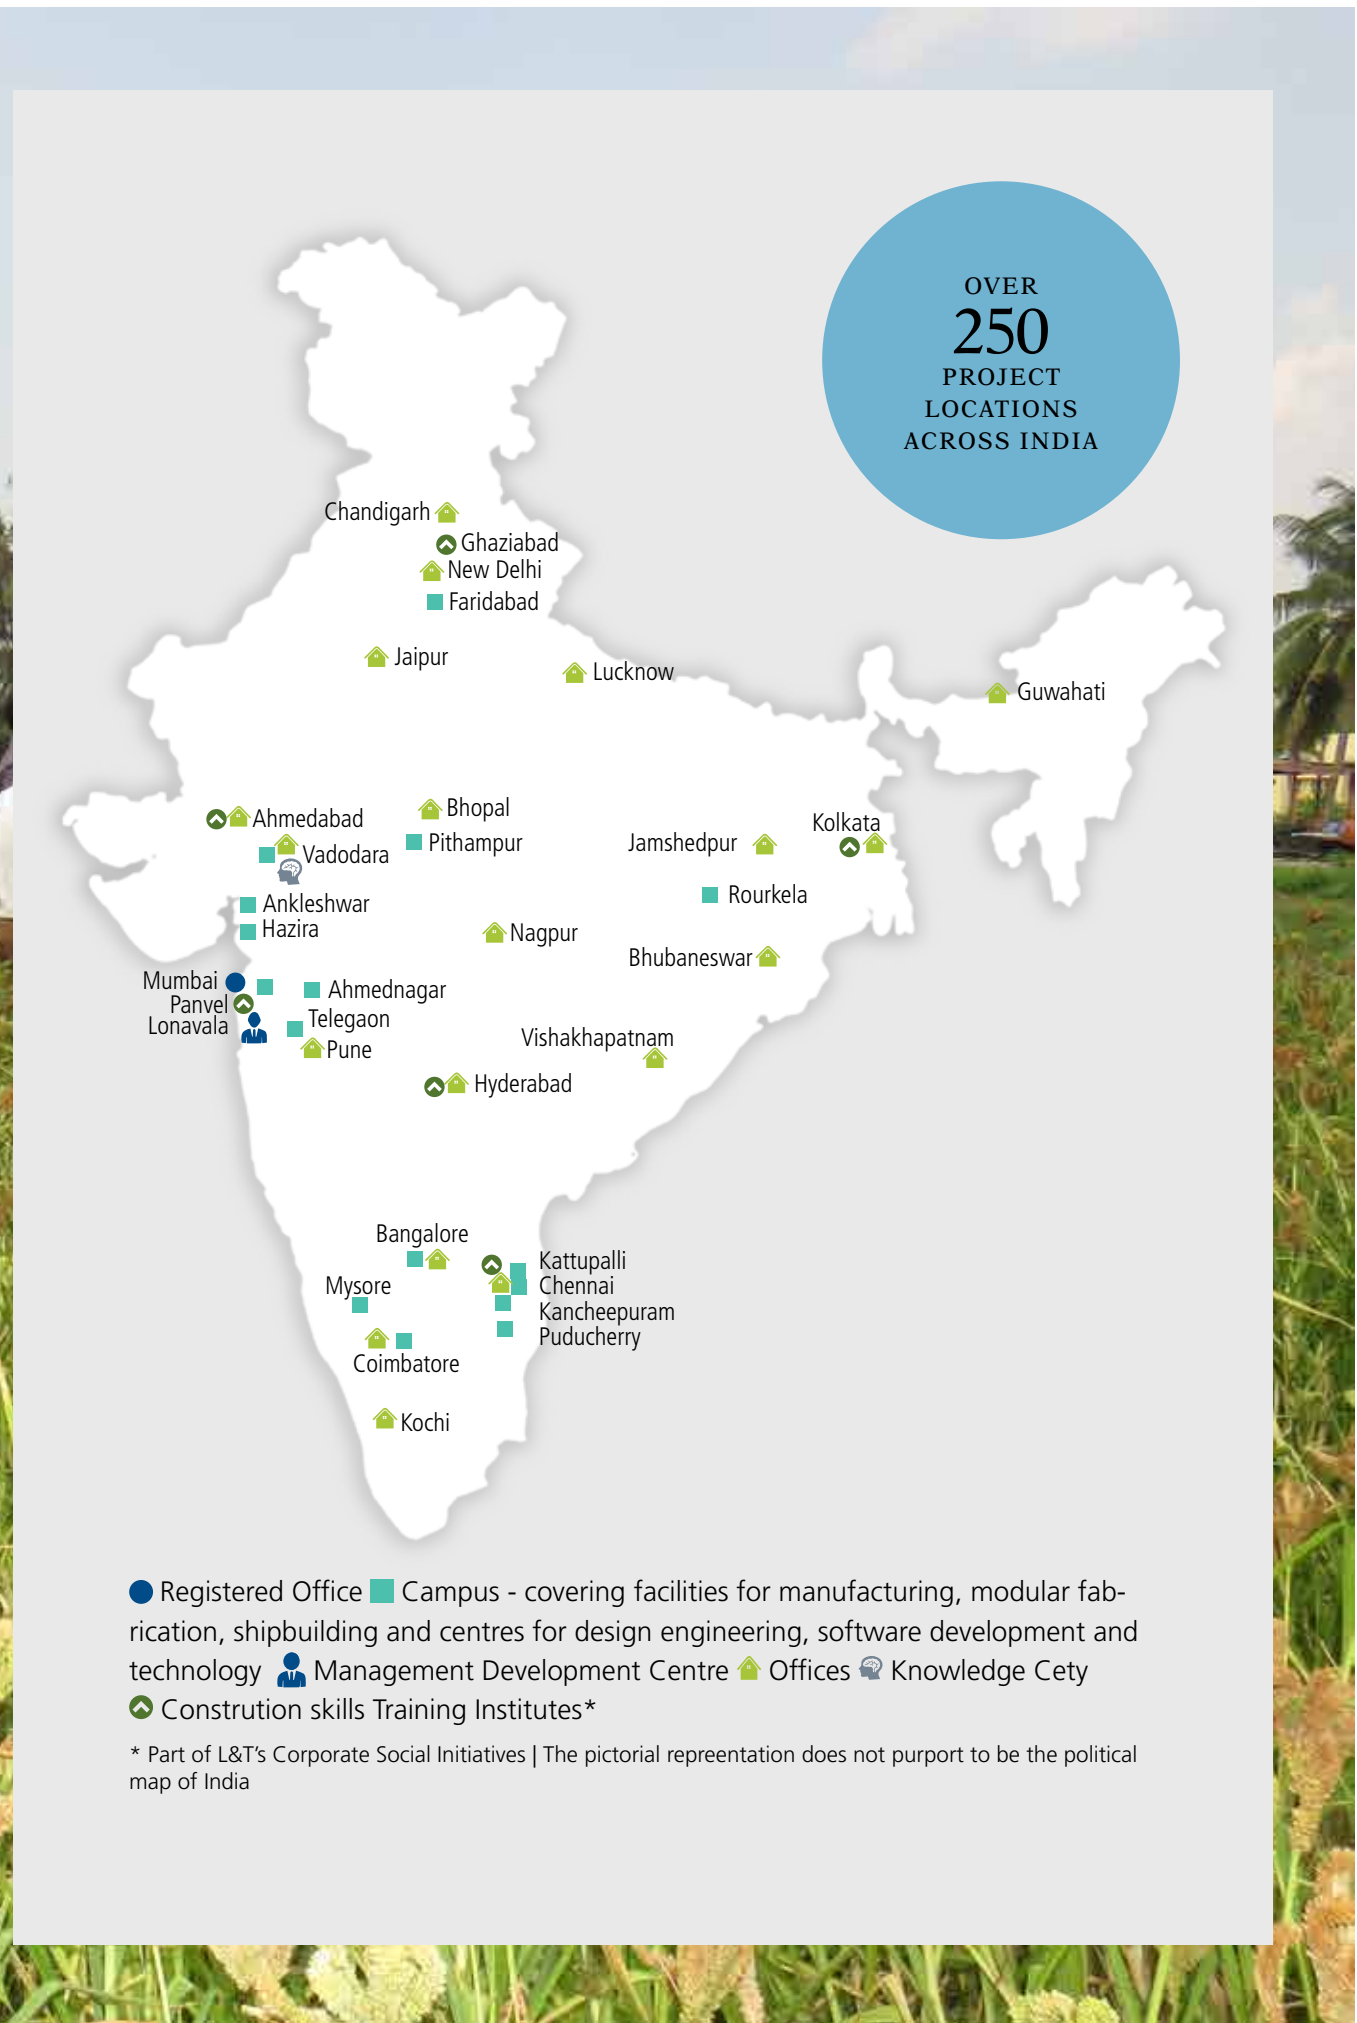 OVER
250
PROJECT
LOCATIONS
ACROSS INDIA
Chandigarh
Ghaziabad
New Delhi
Faridabad
Jaipur
Lucknow
Guwahati
Ahmedabad
Bhopal
Kolkata
Vadodara
Pithampur
Jamshedpur
Ankleshwar
Rourkela
Hazira
Nagpur
Bhubaneswar
Mumbai
Ahmednagar
Panvel
Telegaon
Lonavala
Vishakhapatnam
Pune
Hyderabad
Bangalore
Kattupalli
Mysore
Chennai
Kancheepuram
Puducherry
Coimbatore
Kochi
Registered Office Campus - covering facilities for manufacturing, modular fab-
rication, shipbuilding and centres for design engineering, software development and
technology Management Development Centre Offices Knowledge Cety
Constrution skills Training Institutes*
* Part of L&T's Corporate Social Initiatives | The pictorial repreentation does not purport to be the political
map of India